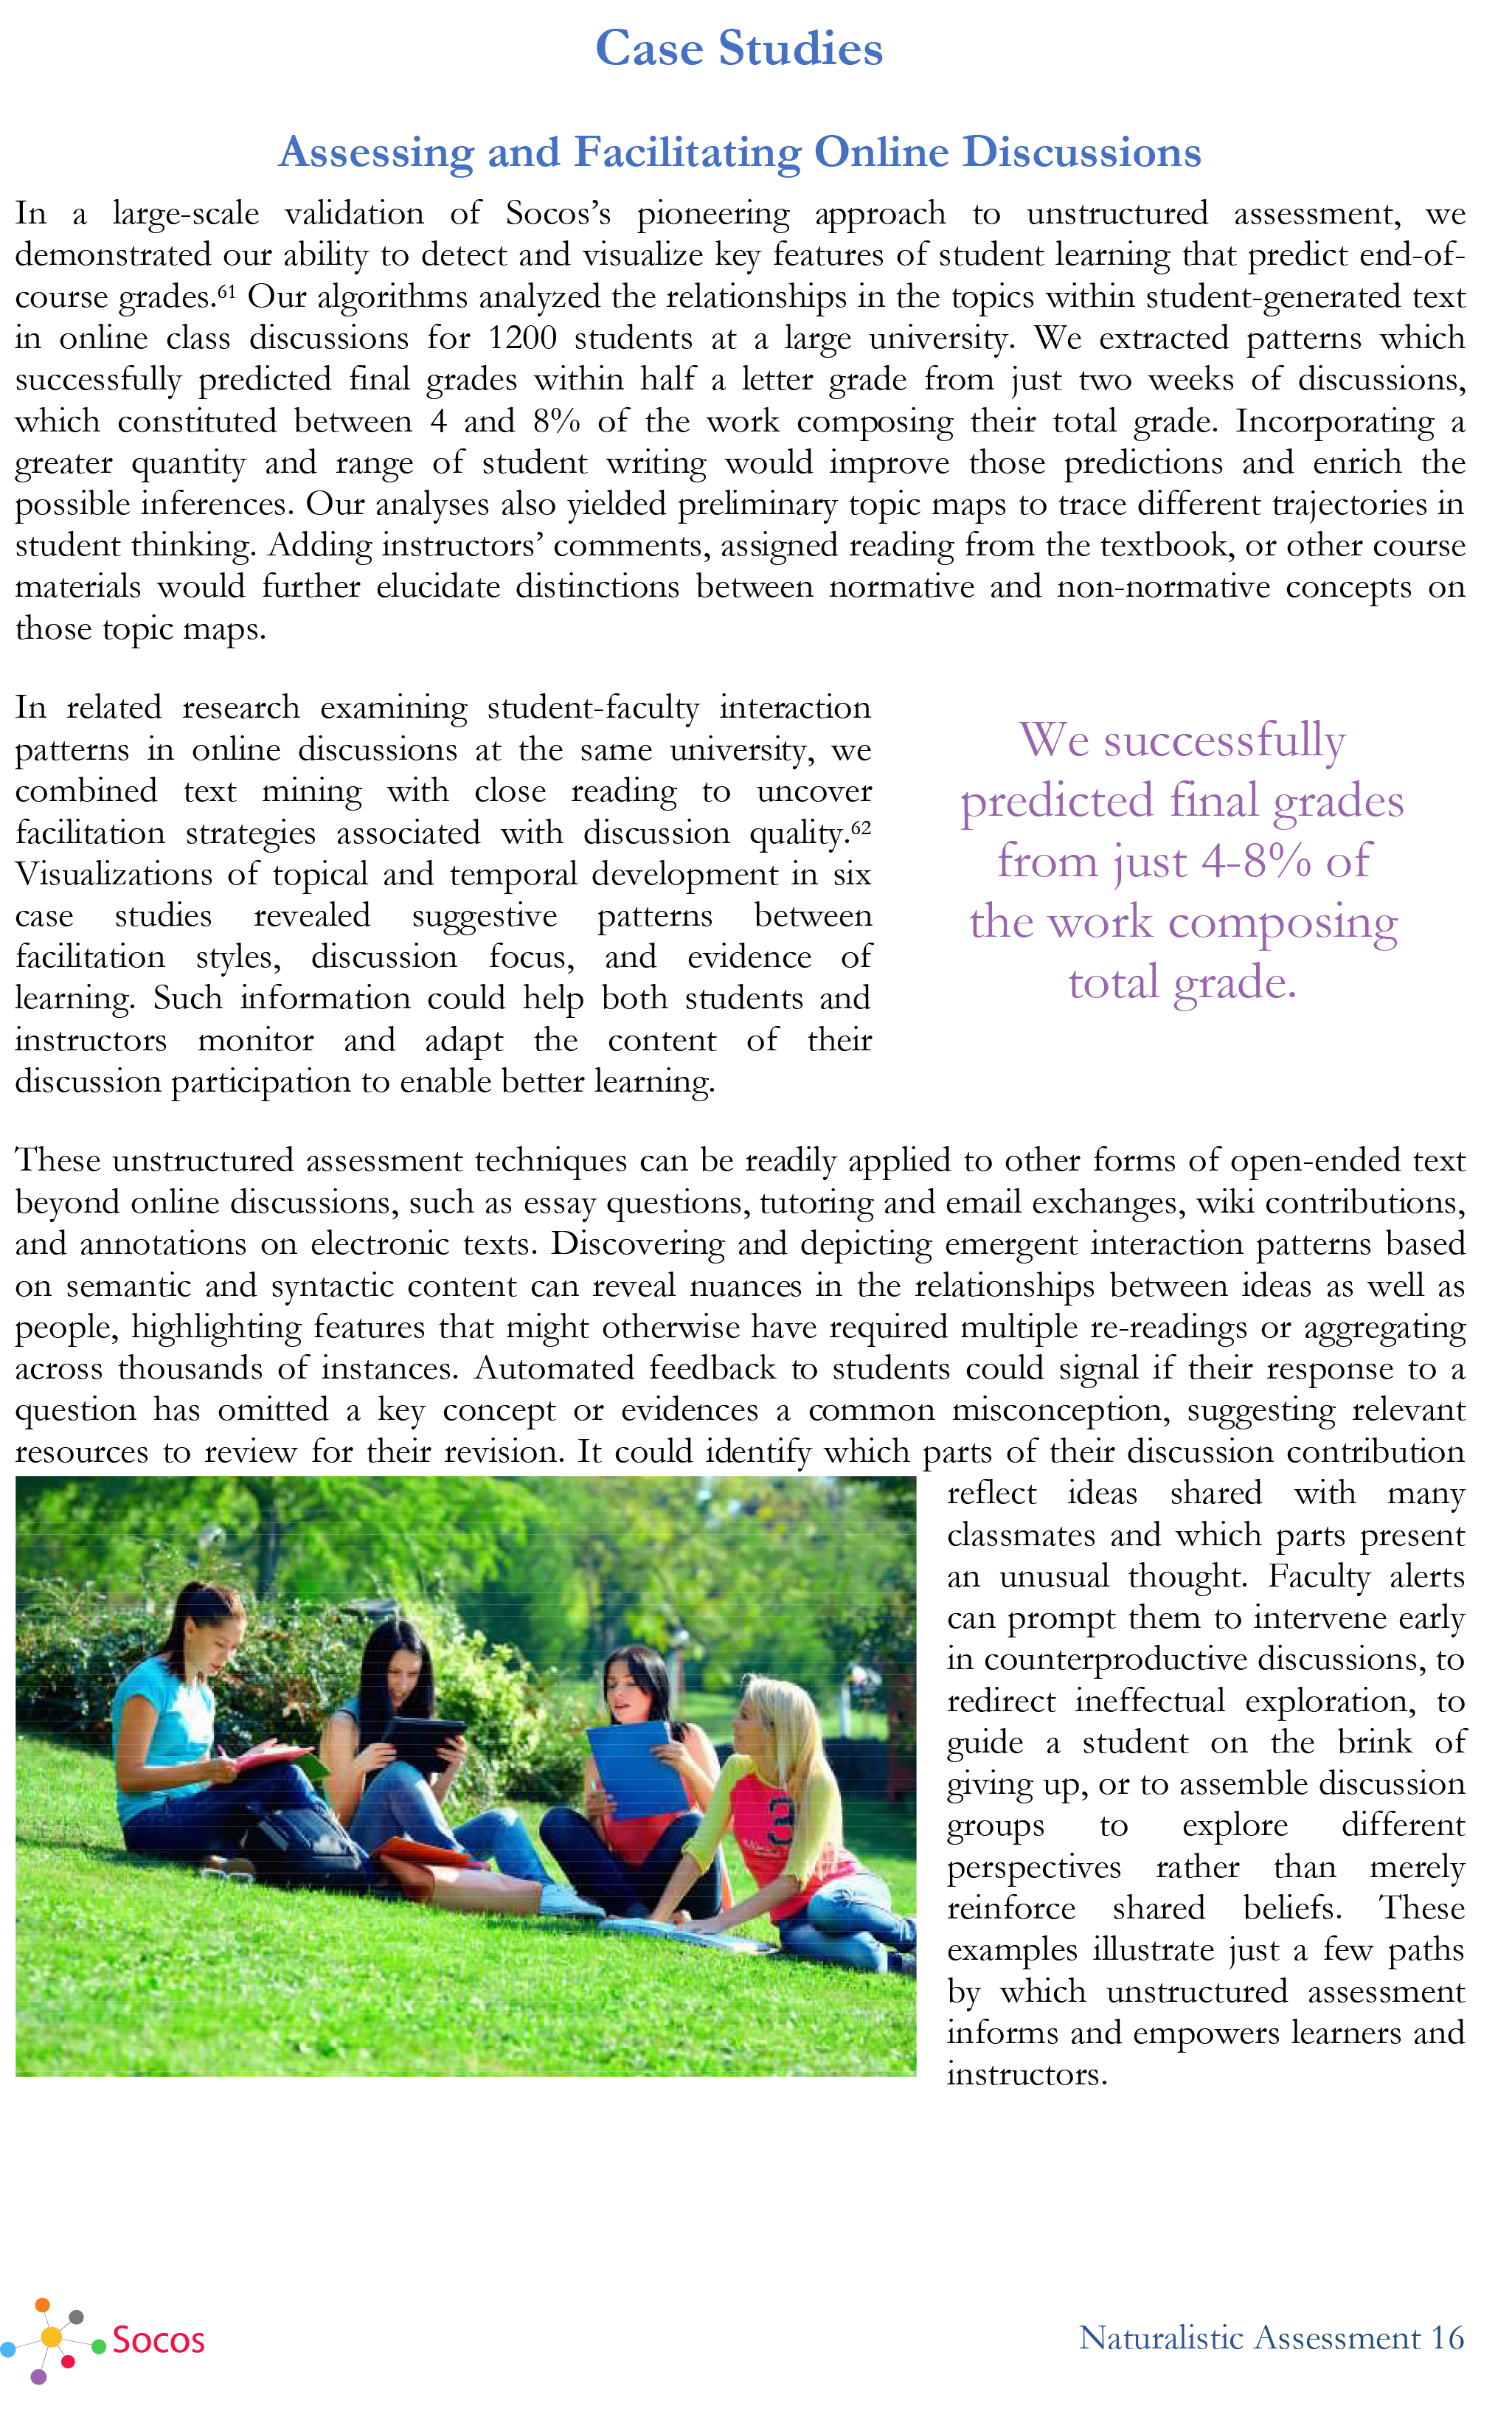 Case Studies
Assessing and Facilitating Online Discussions
In a large-scale validation of Socos’s pioneering approach to unstructured assessment, we
demonstrated our ability to detect and visualize key features of student learning that predict end-of-
course grades.⁶¹ Our algorithms analyzed the relationships in the topics within student-generated text
in online class discussions for 1200 students at a large university. We extracted patterns which
successfully predicted final grades within half a letter grade from just two weeks of discussions,
which constituted between 4 and 8% of the work composing their total grade. Incorporating a
greater quantity and range of student writing would improve those predictions and enrich the
possible inferences. Our analyses also yielded preliminary topic maps to trace different trajectories in
student thinking. Adding instructors’ comments, assigned reading from the textbook, or other course
materials would further elucidate distinctions between normative and non-normative concepts on
those topic maps.
In related research examining student-faculty interaction
patterns in online discussions at the same university, we
combined text mining with close reading to uncover
facilitation strategies associated with discussion quality.⁶²
Visualizations of topical and temporal development in six
case studies revealed suggestive patterns between
facilitation styles, discussion focus, and evidence of
learning. Such information could help both students and
instructors monitor and adapt the content of their
discussion participation to enable better learning.
We successfully
predicted final grades
from just 4-8% of
the work composing
total grade.
These unstructured assessment techniques can be readily applied to other forms of open-ended text
beyond online discussions, such as essay questions, tutoring and email exchanges, wiki contributions,
and annotations on electronic texts. Discovering and depicting emergent interaction patterns based
on semantic and syntactic content can reveal nuances in the relationships between ideas as well as
people, highlighting features that might otherwise have required multiple re-readings or aggregating
across thousands of instances. Automated feedback to students could signal if their response to a
question has omitted a key concept or evidences a common misconception, suggesting relevant
resources to review for their revision. It could identify which parts of their discussion contribution
reflect ideas shared with many
classmates and which parts present
an unusual thought. Faculty alerts
can prompt them to intervene early
in counterproductive discussions, to
redirect ineffectual exploration, to
guide a student on the brink of
giving up, or to assemble discussion
groups to explore different
perspectives rather than merely
reinforce shared beliefs. These
examples illustrate just a few paths
by which unstructured assessment
informs and empowers learners and
instructors.
3
Socos
Naturalistic Assessment 16